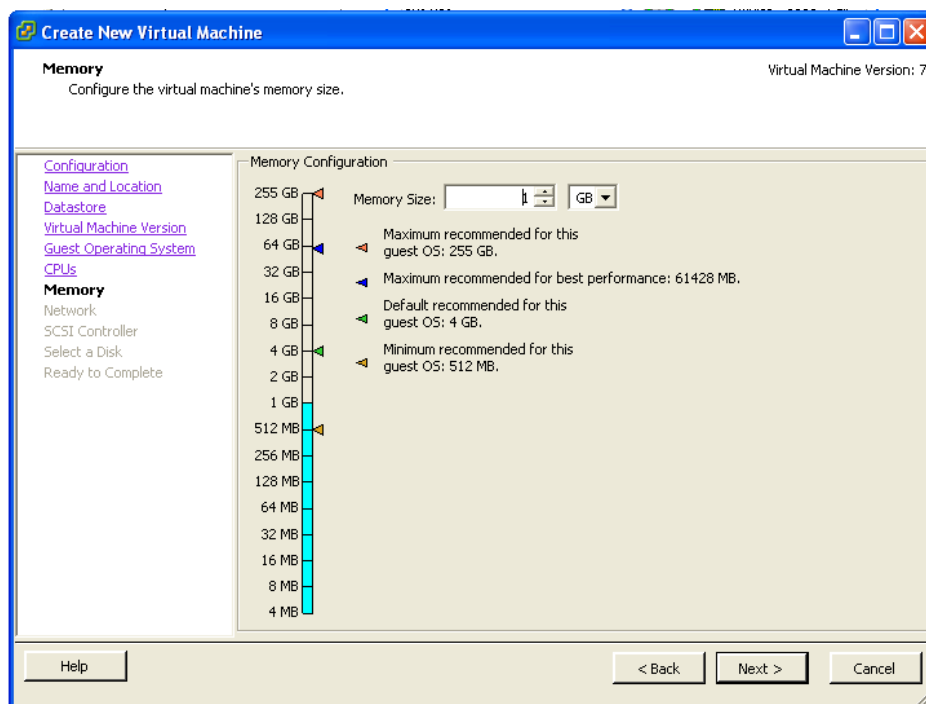 Create New Virtual Machine
Memory
Virtual Machine Version: 7
Configure the virtual machine's memory size.
Configuration
Name and Location
Datastore
Virtual Machine Version
Guest Operating System
CPUs
Memory
Network
SCSI Controller
Select a Disk
Ready to Complete
Memory Configuration
255 GB
128 GB
64 GB
32 GB
16 GB
8 GB
4 GB
2 GB
1 GB
512 MB
256 MB
128 MB
64 MB
32 MB
16 MB
8 MB
4 MB
Memory Size: 1 GB
Maximum recommended for this
guest OS: 255 GB.
Maximum recommended for best performance: 61428 MB.
Default recommended for this
guest OS: 4 GB.
Minimum recommended for this
guest OS: 512 MB.
Help
< Back
Next >
Cancel